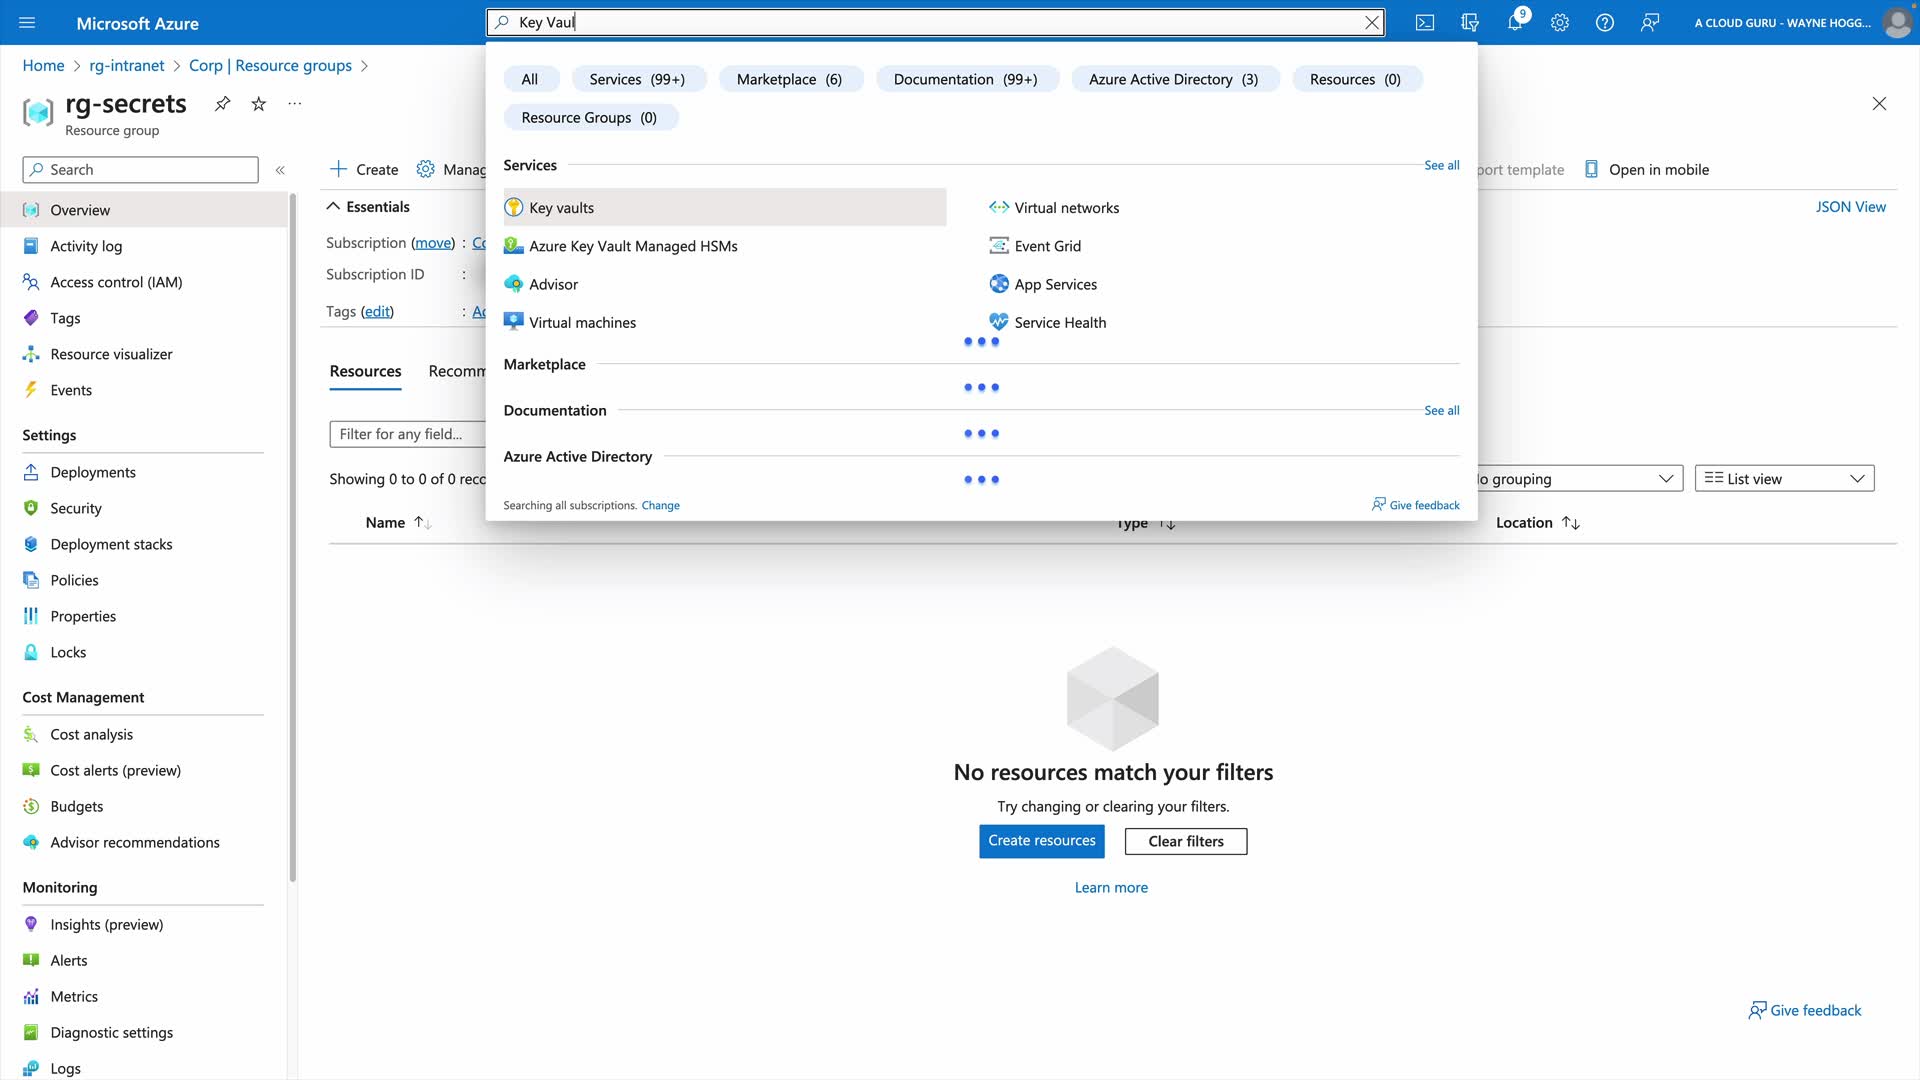 Microsoft Azure
Key Vaul
9
A CLOUD GURU - WAYNE HOGG...
Home > rg-intranet > Corp | Resource groups >
rg-secrets
Resource group
Search
Overview
Activity log
Access control (IAM)
Tags
Resource visualizer
Events
Settings
Deployments
Security
Deployment stacks
Policies
Properties
Locks
Cost Management
Cost analysis
Cost alerts (preview)
Budgets
Advisor recommendations
Monitoring
Insights (preview)
Alerts
Metrics
Diagnostic settings
Logs
Create
Manag
port template
Open in mobile
Essentials
JSON View
Subscription (move) : Co
Subscription ID :
Tags (edit) :
All
Services (99+)
Marketplace (6)
Documentation (99+)
Azure Active Directory (3)
Resources (0)
Resource Groups (0)
Services
See all
Key vaults
Virtual networks
Azure Key Vault Managed HSMs
Event Grid
Advisor
App Services
Virtual machines
Service Health
Marketplace
Documentation
See all
Azure Active Directory
Searching all subscriptions. Change
Give feedback
Resources
Recomm
Filter for any field...
Showing 0 to 0 of 0 reco
o grouping
List view
Name
Type
Location
No resources match your filters
Try changing or clearing your filters.
Create resources
Clear filters
Learn more
Give feedback